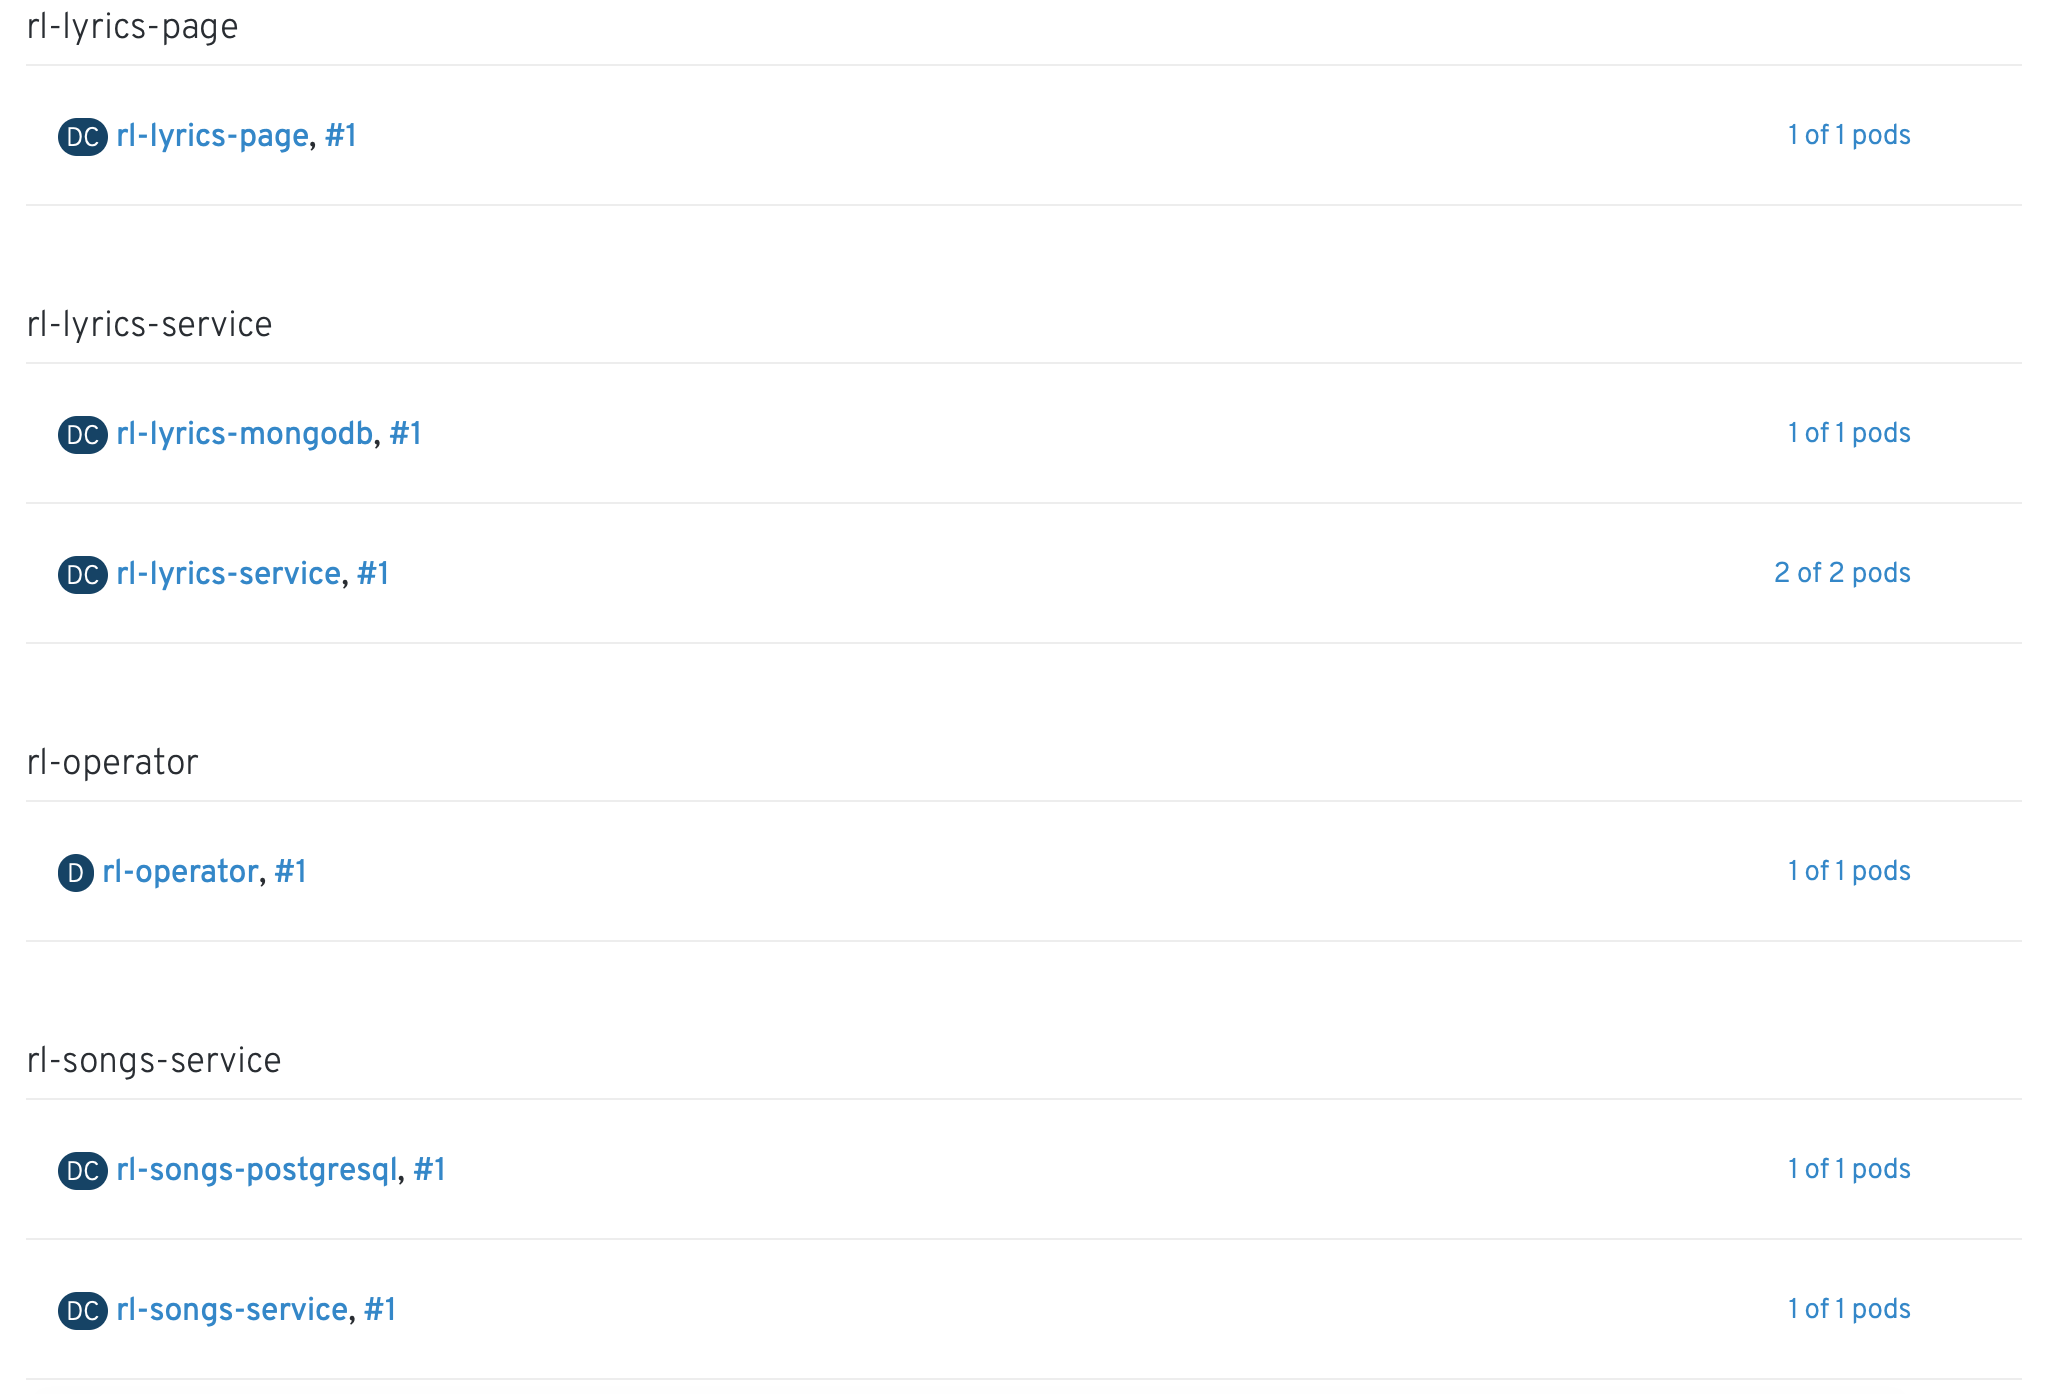 rl-lyrics-page
DC rl-lyrics-page, #1 1 of 1 pods
rl-lyrics-service
DC rl-lyrics-mongodb, #1 1 of 1 pods
DC rl-lyrics-service, #1 2 of 2 pods
rl-operator
D rl-operator, #1 1 of 1 pods
rl-songs-service
DC rl-songs-postgresql, #1 1 of 1 pods
DC rl-songs-service, #1 1 of 1 pods